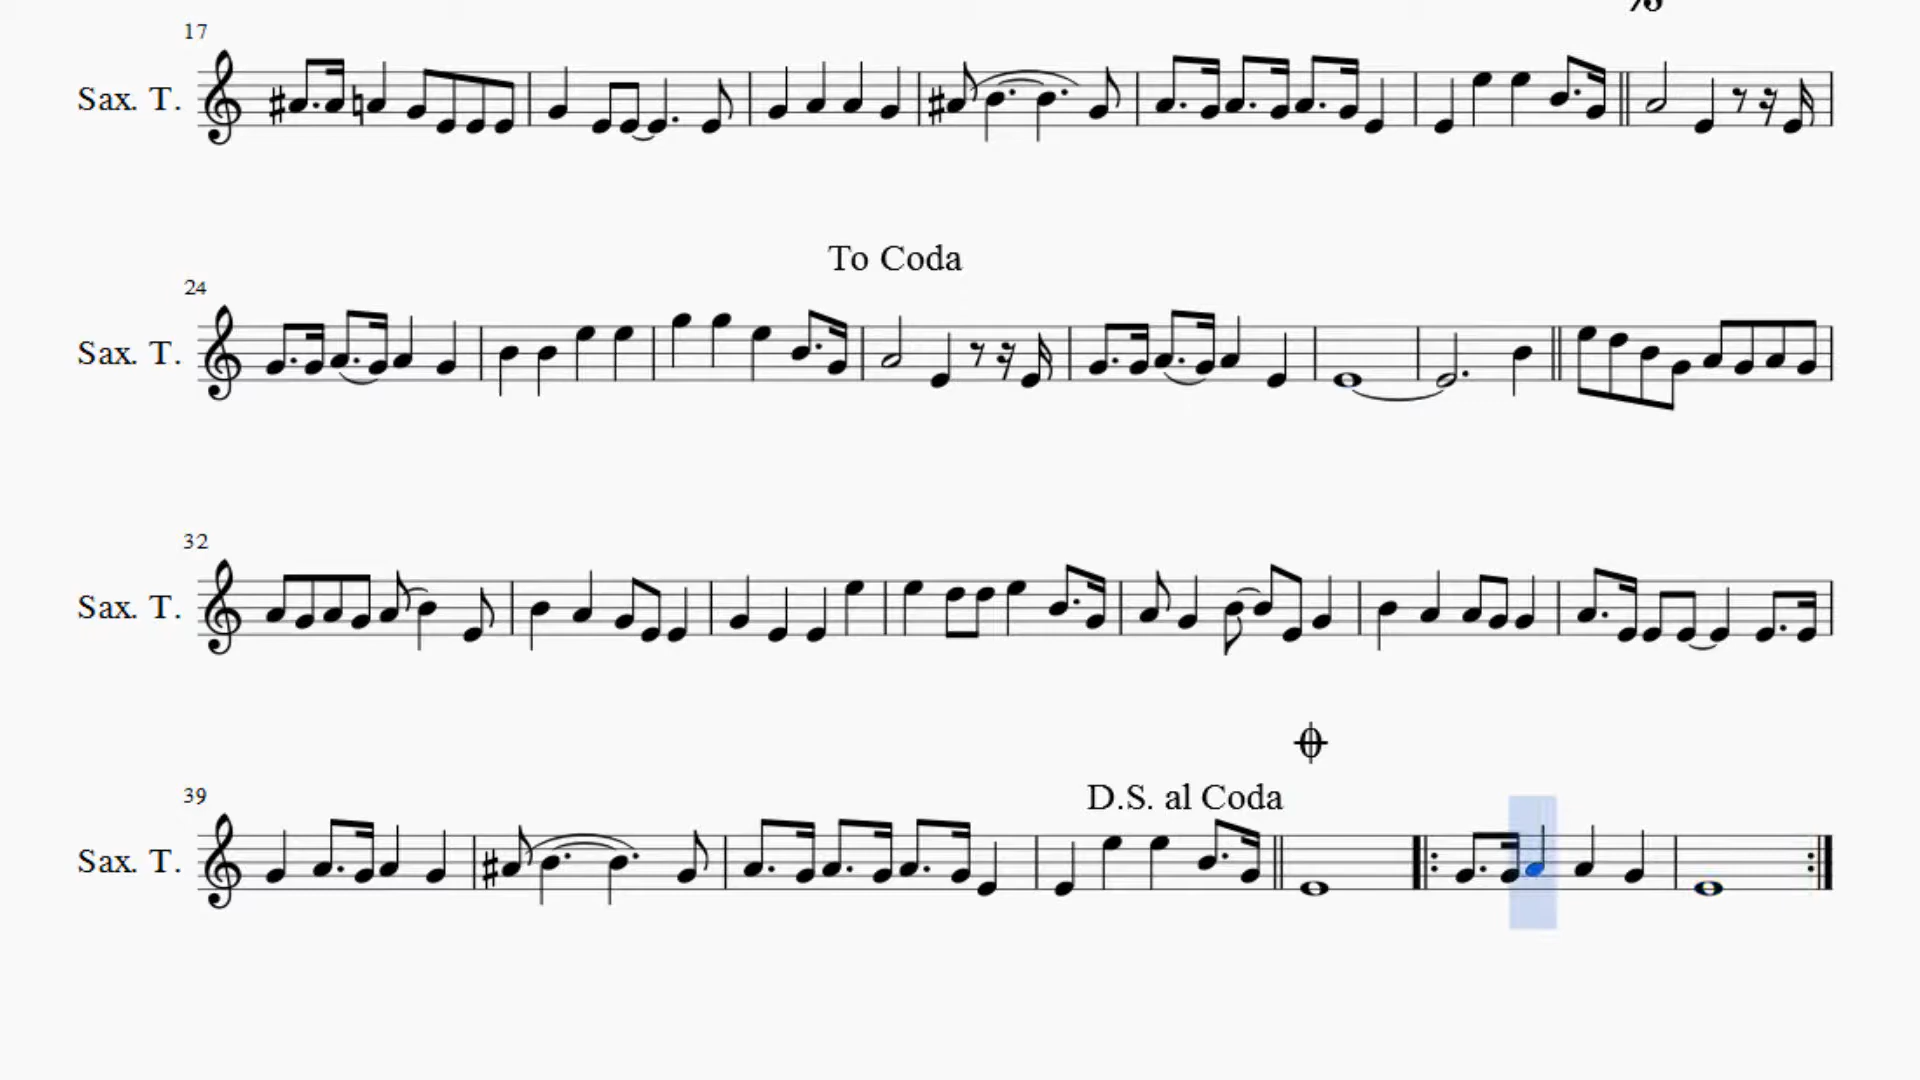 17
Sax. T.
To Coda
24
Sax. T.
32
Sax. T.
D.S. al Coda
39
Sax. T.